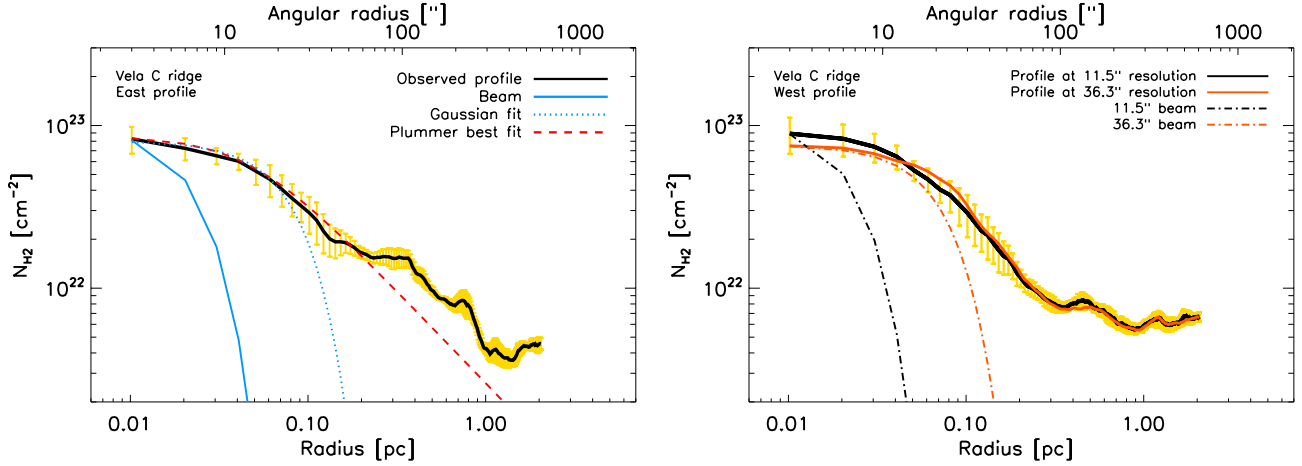 Angular radius ["]
10 100 1000
Vela C ridge
East profile
Observed profile
Beam
Gaussian fit
Plummer best fit
10^23
10^22
N_H2 [cm^-2]
0.01 0.10 1.00
Radius [pc]
Angular radius ["]
10 100 1000
Vela C ridge
West profile
Profile at 11.5" resolution
Profile at 36.3" resolution
11.5" beam
36.3" beam
10^23
10^22
N_H2 [cm^-2]
0.01 0.10 1.00
Radius [pc]